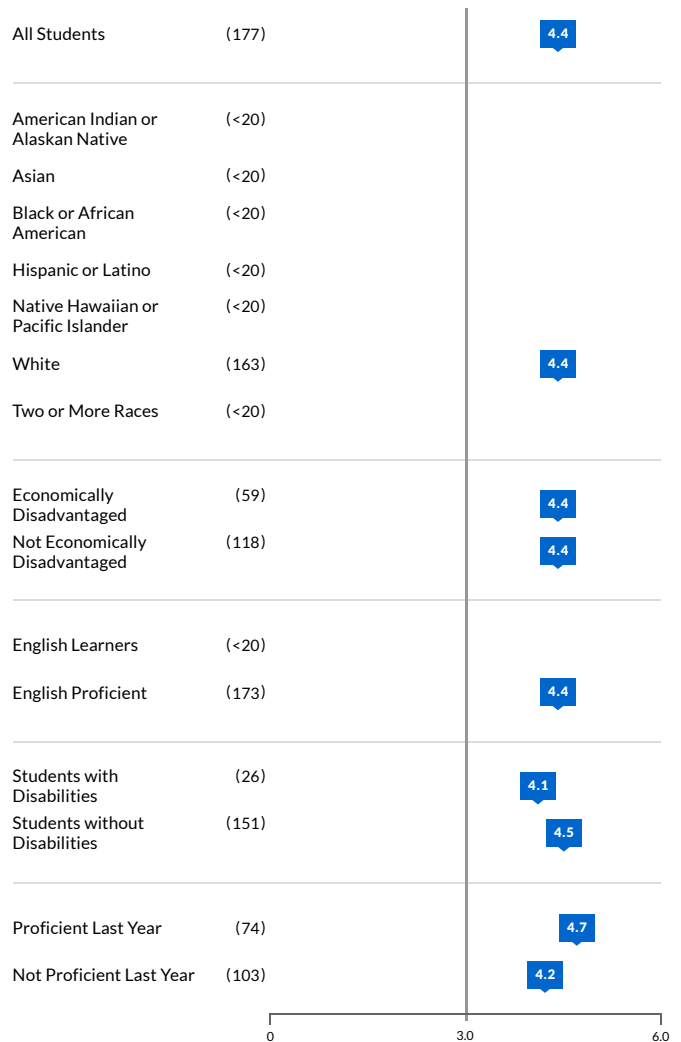 All Students (177) 4.4
American Indian or (<20)
Alaskan Native
Asian (<20)
Black or African (<20)
American
Hispanic or Latino (<20)
Native Hawaiian or (<20)
Pacific Islander
White (163) 4.4
Two or More Races (<20)
Economically (59) 4.4
Disadvantaged
Not Economically (118) 4.4
Disadvantaged
English Learners (<20)
English Proficient (173) 4.4
Students with (26) 4.1
Disabilities
Students without (151) 4.5
Disabilities
Proficient Last Year (74) 4.7
Not Proficient Last Year (103) 4.2
0 3.0 6.0